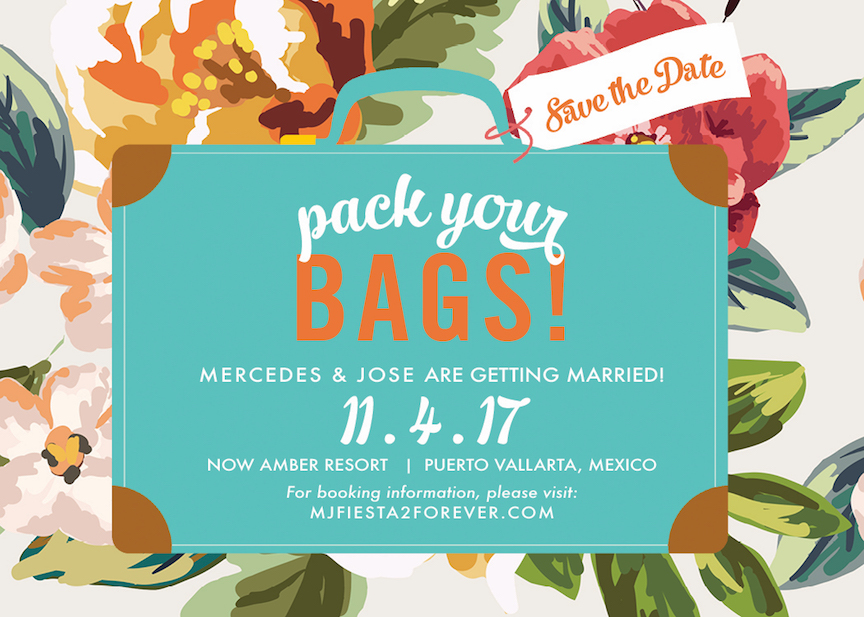 Save the Date
pack your
BAGS!
MERCEDES & JOSE ARE GETTING MARRIED!
11.4.17
NOW AMBER RESORT | PUERTO VALLARTA, MEXICO
For booking information, please visit:
MJFIESTA2FOREVER.COM